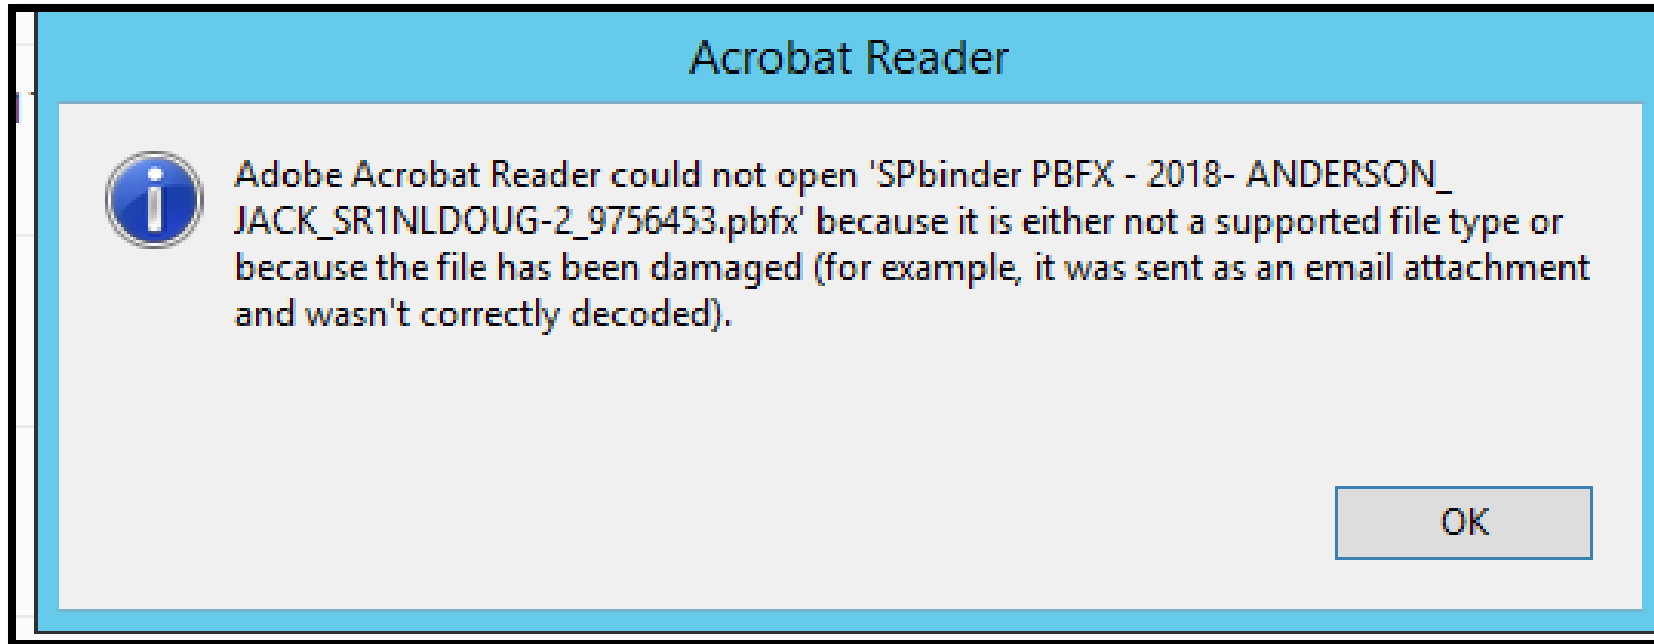 Acrobat Reader
Adobe Acrobat Reader could not open 'SPbinder PBFX - 2018- ANDERSON_
JACK_SR1NLDOUG-2_9756453.pbfx' because it is either not a supported file type or
because the file has been damaged (for example, it was sent as an email attachment
and wasn't correctly decoded).
OK